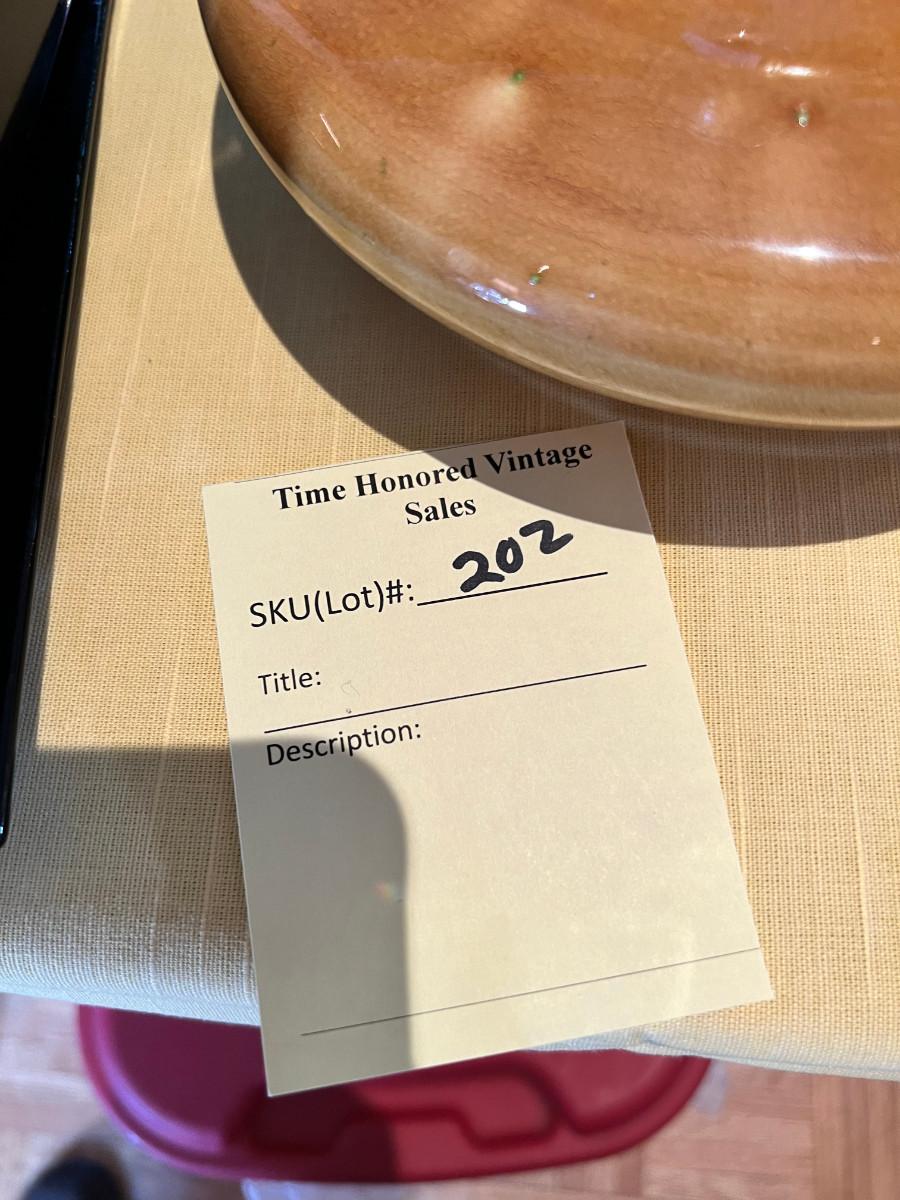 Time Honored Vintage
Sales
SKU(Lot)#: 202
Title:
Description: